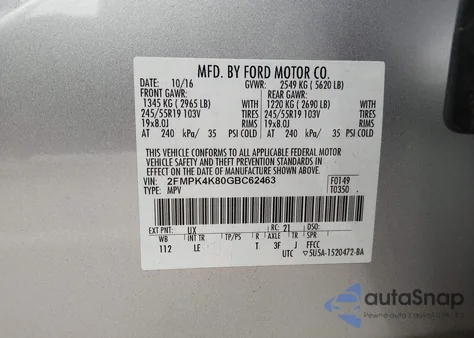 MFD. BY FORD MOTOR CO.
DATE: 10/16 GVWR: 2549 KG ( 5620 LB)
FRONT GAWR: REAR GAWR:
1345 KG ( 2965 LB) WITH 1220 KG ( 2690 LB) WITH
245/55R19 103V TIRES 245/55R19 103V TIRES
19x8.0J RIMS 19x8.0J RIMS
AT 240 kPa/ 35 PSI COLD AT 240 kPa/ 35 PSI COLD
THIS VEHICLE CONFORMS TO ALL APPLICABLE FEDERAL MOTOR
VEHICLE SAFETY AND THEFT PREVENTION STANDARDS IN
EFFECT ON THE DATE OF MANUFACTURE SHOWN ABOVE.
VIN: 2FMPK4K80GBC62463 F0149
TYPE: MPV T0350
EXT PNT: UX RC: 21 DSO:
WB INT TR TP/PS R AXLE TR SPR
112 LE T 3F J FFCC
UTC ▽5U5A-1520472-BA
autoSnap
Pewne auta z